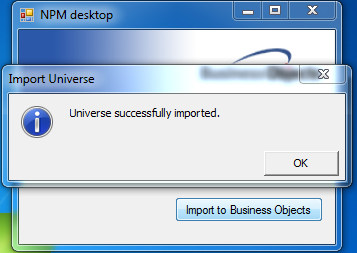 NPM desktop
Import Universe
Universe successfully imported.
OK
Import to Business Objects